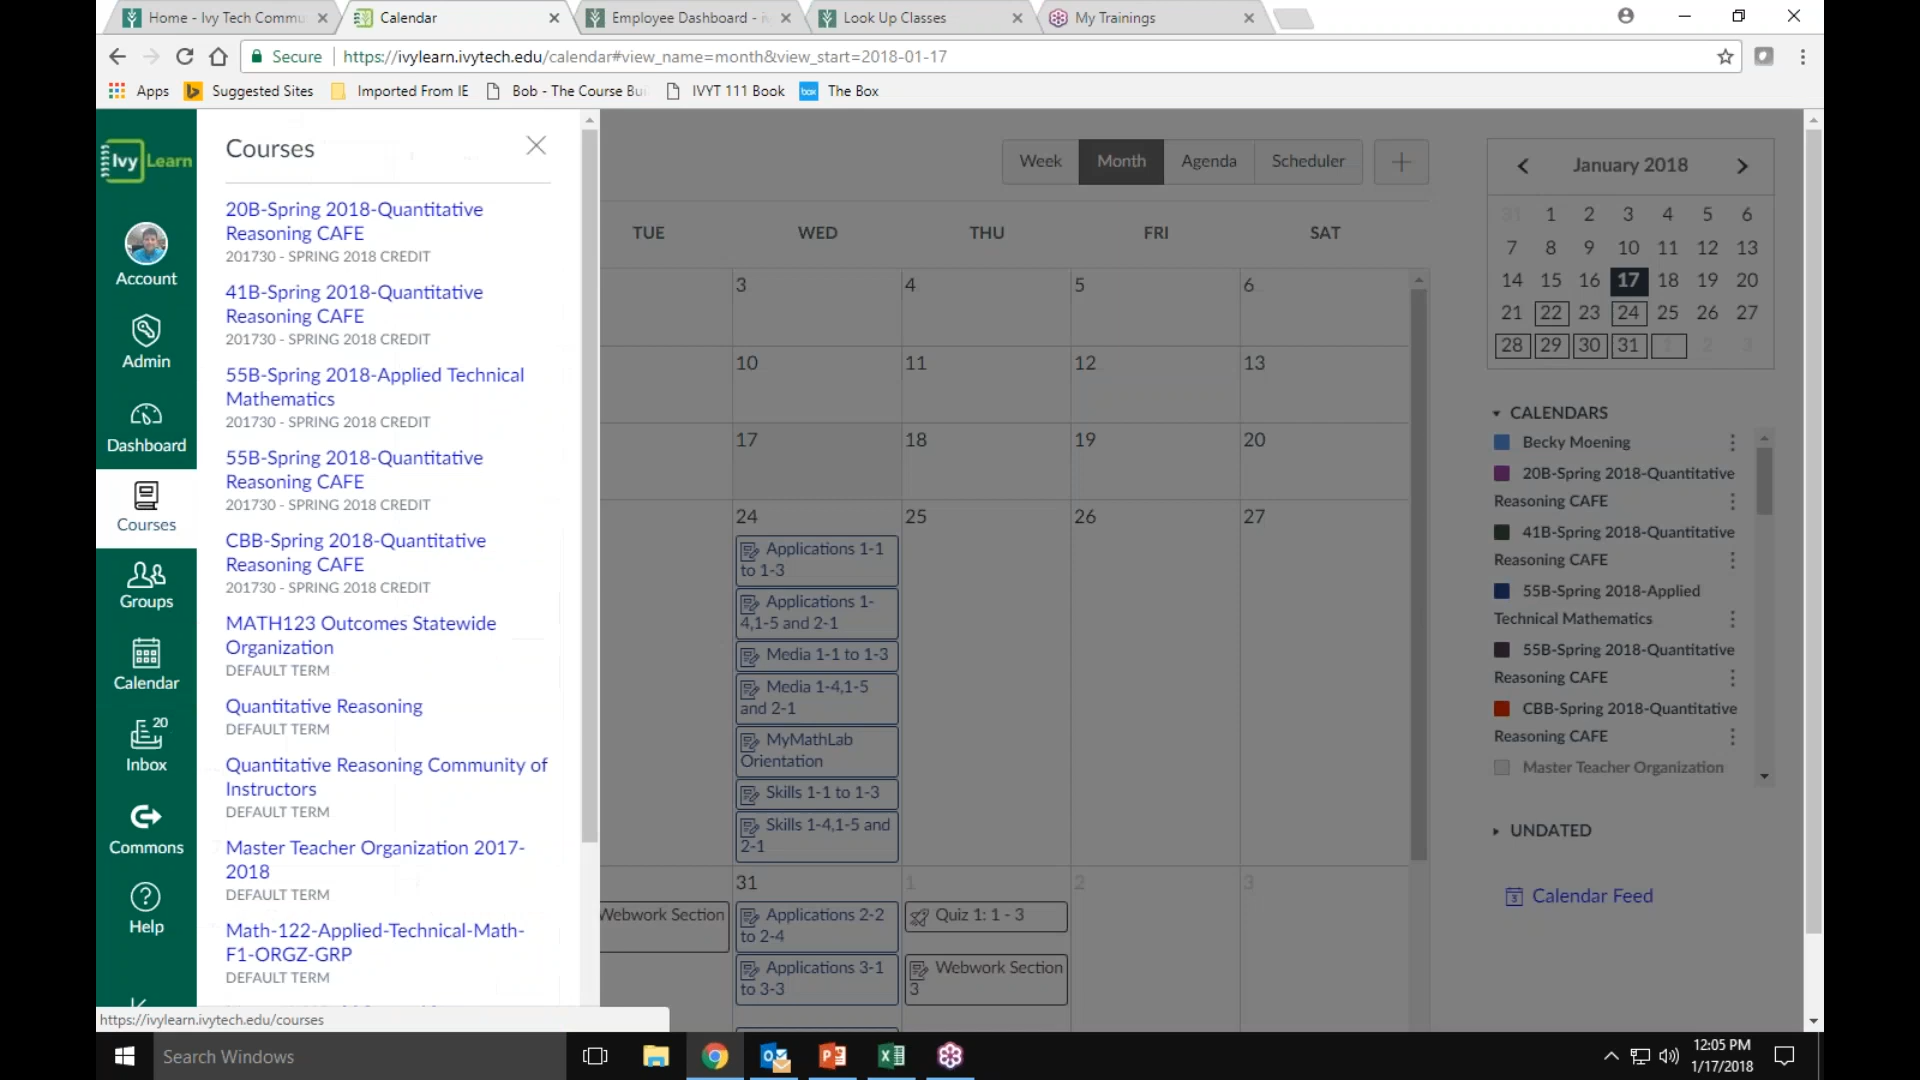 Home - Ivy Tech Commu
Calendar
Employee Dashboard - i
Look Up Classes
My Trainings
Secure
https://ivylearn.ivytech.edu/calendar#view_name=month&view_start=2018-01-17
Apps
Suggested Sites
Imported From IE
Bob - The Course Bui
IVYT 111 Book
box
The Box
Ivy Learn
Account
Admin
Dashboard
Courses
Groups
Calendar
20
Inbox
Commons
Help
Courses
20B-Spring 2018-Quantitative
Reasoning CAFE
201730 - SPRING 2018 CREDIT
41B-Spring 2018-Quantitative
Reasoning CAFE
201730 - SPRING 2018 CREDIT
55B-Spring 2018-Applied Technical
Mathematics
201730 - SPRING 2018 CREDIT
55B-Spring 2018-Quantitative
Reasoning CAFE
201730 - SPRING 2018 CREDIT
CBB-Spring 2018-Quantitative
Reasoning CAFE
201730 - SPRING 2018 CREDIT
MATH123 Outcomes Statewide
Organization
DEFAULT TERM
Quantitative Reasoning
DEFAULT TERM
Quantitative Reasoning Community of
Instructors
DEFAULT TERM
Master Teacher Organization 2017-
2018
DEFAULT TERM
Math-122-Applied-Technical-Math-
F1-ORGZ-GRP
DEFAULT TERM
https://ivylearn.ivytech.edu/courses
Week
Month
Agenda
Scheduler
TUE WED THU FRI SAT
3 4 5 6
10 11 12 13
17 18 19 20
24 25 26 27
Applications 1-1
to 1-3
Applications 1-
4,1-5 and 2-1
Media 1-1 to 1-3
Media 1-4,1-5
and 2-1
MyMathLab
Orientation
Skills 1-1 to 1-3
Skills 1-4,1-5 and
2-1
31 1 2 3
Webwork Section
Applications 2-2
to 2-4
Applications 3-1
to 3-3
Quiz 1: 1 - 3
Webwork Section
3
January 2018
31 1 2 3 4 5 6
7 8 9 10 11 12 13
14 15 16 17 18 19 20
21 22 23 24 25 26 27
28 29 30 31 1 2 3
CALENDARS
Becky Moening
20B-Spring 2018-Quantitative
Reasoning CAFE
41B-Spring 2018-Quantitative
Reasoning CAFE
55B-Spring 2018-Applied
Technical Mathematics
55B-Spring 2018-Quantitative
Reasoning CAFE
CBB-Spring 2018-Quantitative
Reasoning CAFE
Master Teacher Organization
UNDATED
Calendar Feed
Search Windows
12:05 PM
1/17/2018